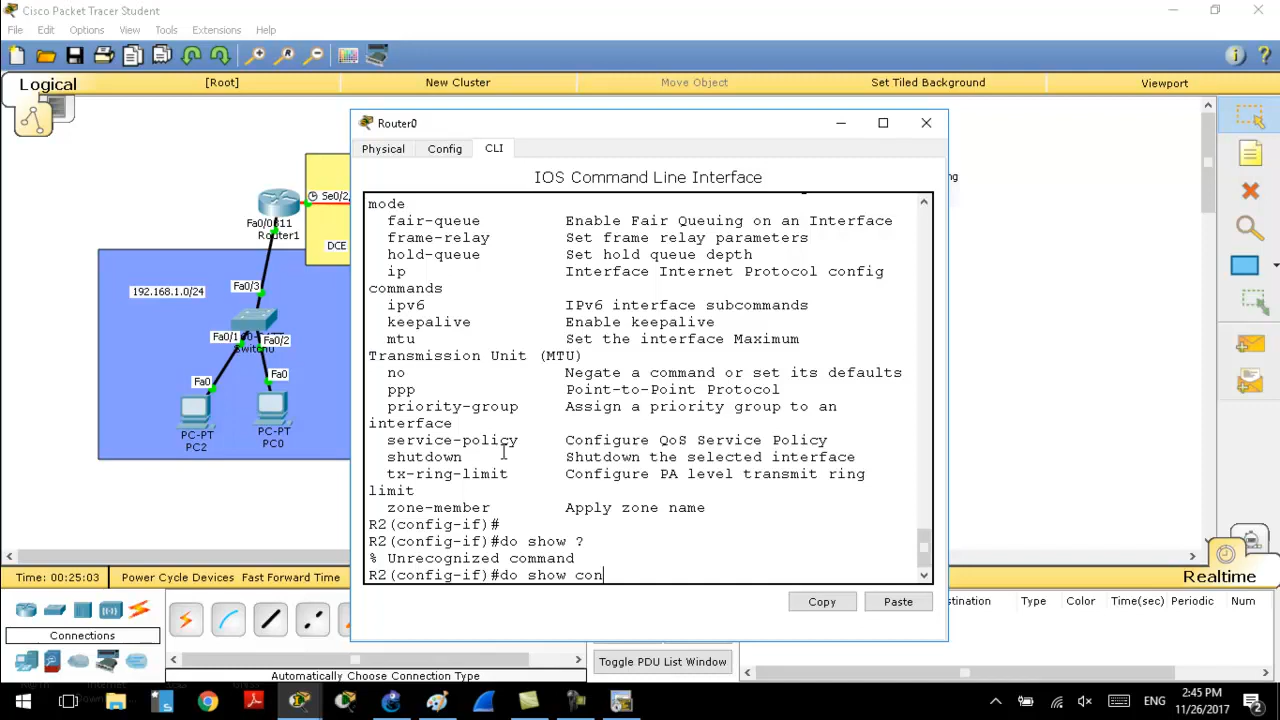 Cisco Packet Tracer Student
File Edit Options View Tools Extensions Help
Logical
[Root]
New Cluster
Move Object
Set Tiled Background
Viewport
Router0
Physical Config CLI
IOS Command Line Interface
mode
fair-queue Enable Fair Queuing on an Interface
frame-relay Set frame relay parameters
hold-queue Set hold queue depth
ip Interface Internet Protocol config
commands
ipv6 IPv6 interface subcommands
keepalive Enable keepalive
mtu Set the interface Maximum
Transmission Unit (MTU)
no Negate a command or set its defaults
ppp Point-to-Point Protocol
priority-group Assign a priority group to an
interface
service-policy Configure QoS Service Policy
shutdown Shutdown the selected interface
tx-ring-limit Configure PA level transmit ring
limit
zone-member Apply zone name
R2(config-if)#
R2(config-if)#do show ?
% Unrecognized command
R2(config-if)#do show con
Copy
Paste
Se0/2
Router1
DCE
192.168.1.0/24
Fa0/3
Fa0/1
Fa0/2
Fa0
Fa0
PC-PT
PC2
PC-PT
PC0
Time: 00:25:03 Power Cycle Devices Fast Forward Time
Realtime
Connections
Automatically Choose Connection Type
Toggle PDU List Window
Type Color Time(sec) Periodic Num
ENG
2:45 PM
11/26/2017
2